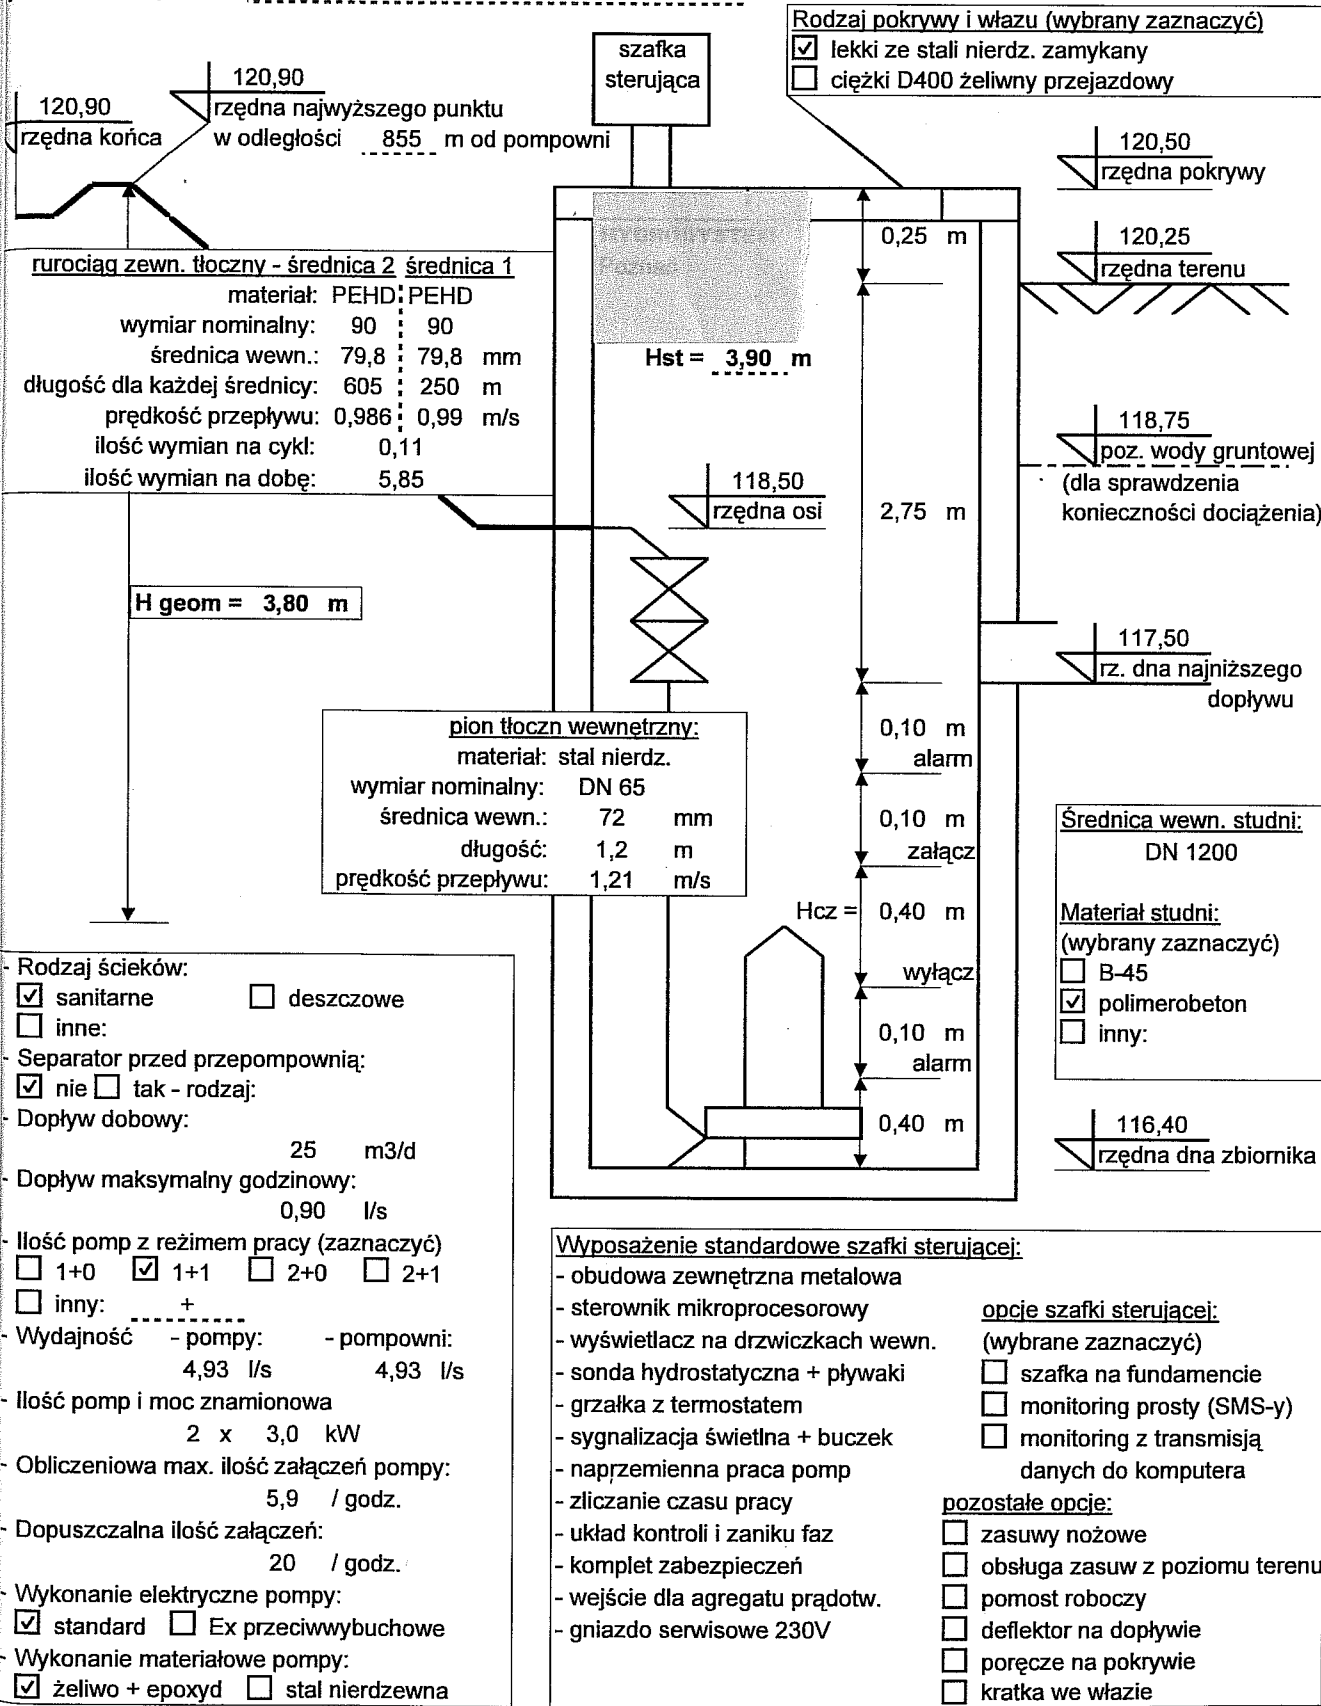 Rodzaj pokrywy i włazu (wybrany zaznaczyć)
lekki ze stali nierdz. zamykany
ciężki D400 żeliwny przejazdowy
szafka
sterująca
120,90
rzędna najwyższego punktu
w odległości 855 m od pompowni
120,90
rzędna końca
120,50
rzędna pokrywy
120,25
rzędna terenu
0,25 m
rurociąg zewn. tłoczny - średnica 2 średnica 1
materiał: PEHD PEHD
wymiar nominalny: 90 90
średnica wewn.: 79,8 79,8 mm
długość dla każdej średnicy: 605 250 m
prędkość przepływu: 0,986 0,99 m/s
ilość wymian na cykl: 0,11
ilość wymian na dobę: 5,85
Poznań
Hst = 3,90 m
118,75
poz. wody gruntowej
(dla sprawdzenia
konieczności dociążenia)
118,50
rzędna osi
2,75 m
H geom = 3,80 m
117,50
rz. dna najniższego
dopływu
pion tłoczn wewnętrzny:
materiał: stal nierdz.
wymiar nominalny: DN 65
średnica wewn.: 72 mm
długość: 1,2 m
prędkość przepływu: 1,21 m/s
0,10 m
alarm
0,10 m
załącz
Hcz = 0,40 m
wyłącz
0,10 m
alarm
0,40 m
Średnica wewn. studni:
DN 1200
Materiał studni:
(wybrany zaznaczyć)
B-45
polimerobeton
inny:
116,40
rzędna dna zbiornika
- Rodzaj ścieków:
sanitarne deszczowe
inne:
- Separator przed przepompownią:
nie tak - rodzaj:
- Dopływ dobowy:
25 m3/d
- Dopływ maksymalny godzinowy:
0,90 l/s
- Ilość pomp z reżimem pracy (zaznaczyć)
1+0 1+1 2+0 2+1
inny: +
- Wydajność - pompy: - pompowni:
4,93 l/s 4,93 l/s
- Ilość pomp i moc znamionowa
2 x 3,0 kW
- Obliczeniowa max. ilość załączeń pompy:
5,9 / godz.
- Dopuszczalna ilość załączeń:
20 / godz.
- Wykonanie elektryczne pompy:
standard Ex przeciwwybuchowe
- Wykonanie materiałowe pompy:
żeliwo + epoxyd stal nierdzewna
Wyposażenie standardowe szafki sterującej:
- obudowa zewnętrzna metalowa
- sterownik mikroprocesorowy
- wyświetlacz na drzwiczkach wewn.
- sonda hydrostatyczna + pływaki
- grzałka z termostatem
- sygnalizacja świetlna + buczek
- naprzemienna praca pomp
- zliczanie czasu pracy
- układ kontroli i zaniku faz
- komplet zabezpieczeń
- wejście dla agregatu prądotw.
- gniazdo serwisowe 230V
opcje szafki sterującej:
(wybrane zaznaczyć)
szafka na fundamencie
monitoring prosty (SMS-y)
monitoring z transmisją
danych do komputera
pozostałe opcje:
zasuwy nożowe
obsługa zasuw z poziomu terenu
pomost roboczy
deflektor na dopływie
poręcze na pokrywie
kratka we włazie